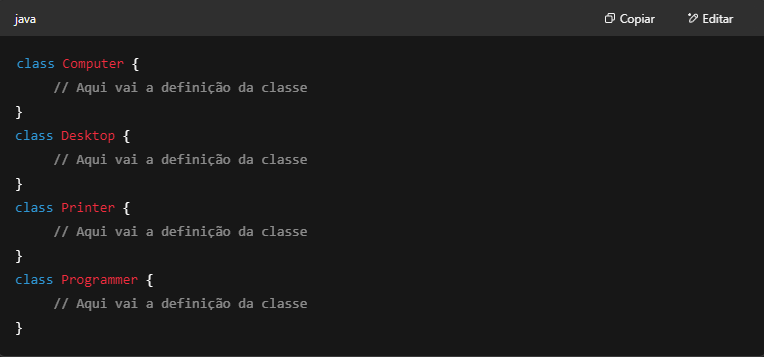 java
Copiar
Editar
class Computer {
// Aqui vai a definição da classe
}
class Desktop {
// Aqui vai a definição da classe
}
class Printer {
// Aqui vai a definição da classe
}
class Programmer {
// Aqui vai a definição da classe
}